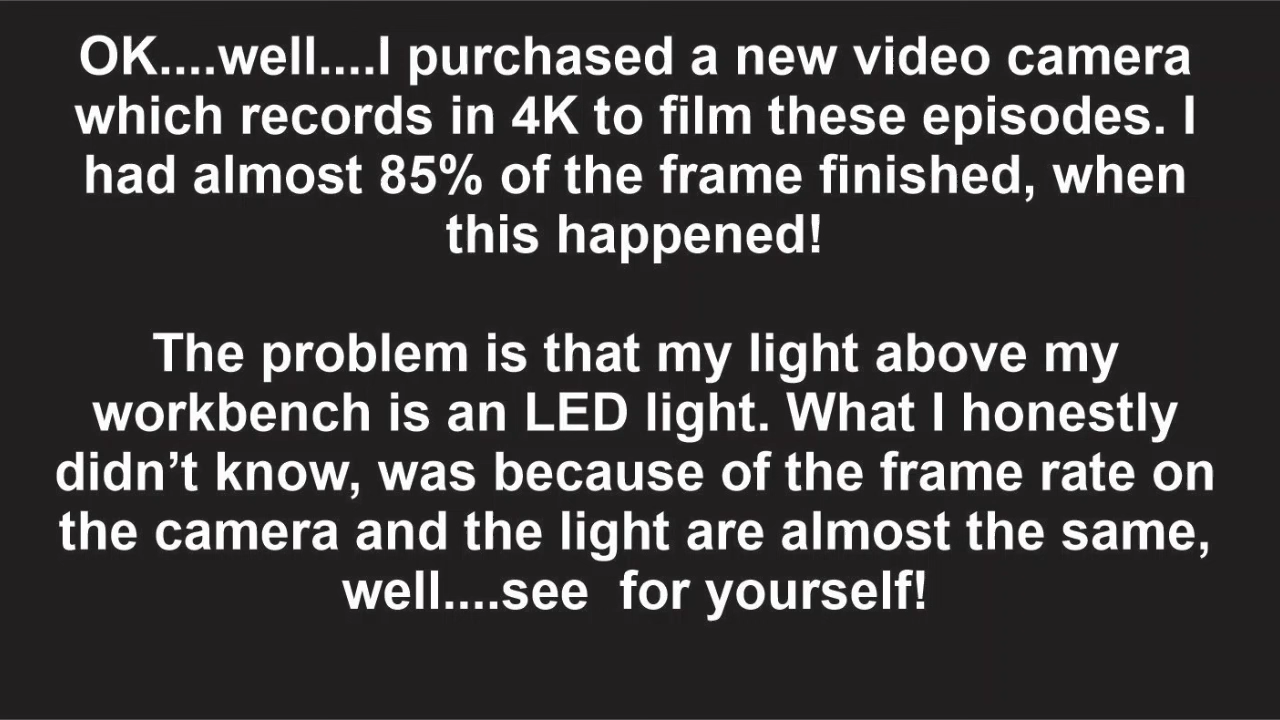 OK....well....I purchased a new video camera
which records in 4K to film these episodes. I
had almost 85% of the frame finished, when
this happened!
The problem is that my light above my
workbench is an LED light. What I honestly
didn’t know, was because of the frame rate on
the camera and the light are almost the same,
well....see  for yourself!